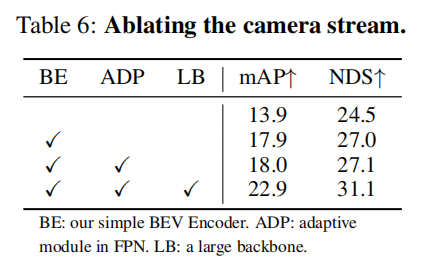 Table 6: Ablating the camera stream.
BE ADP LB mAP↑ NDS↑
13.9 24.5
✓ 17.9 27.0
✓ ✓ 18.0 27.1
✓ ✓ ✓ 22.9 31.1
BE: our simple BEV Encoder. ADP: adaptive
module in FPN. LB: a large backbone.